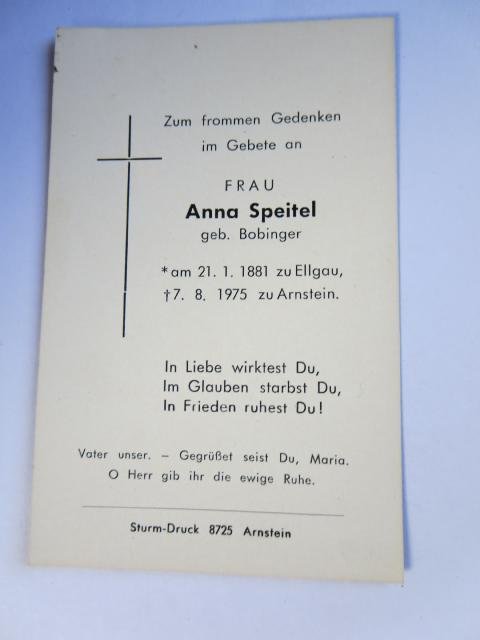 Zum frommen Gedenken
im Gebete an
FRAU
Anna Speitel
geb. Bobinger
* am 21. 1. 1881 zu Ellgau,
† 7. 8. 1975 zu Arnstein.
In Liebe wirktest Du,
Im Glauben starbst Du,
In Frieden ruhest Du!
Vater unser. – Gegrüßet seist Du, Maria.
O Herr gib ihr die ewige Ruhe.
Sturm-Druck 8725 Arnstein